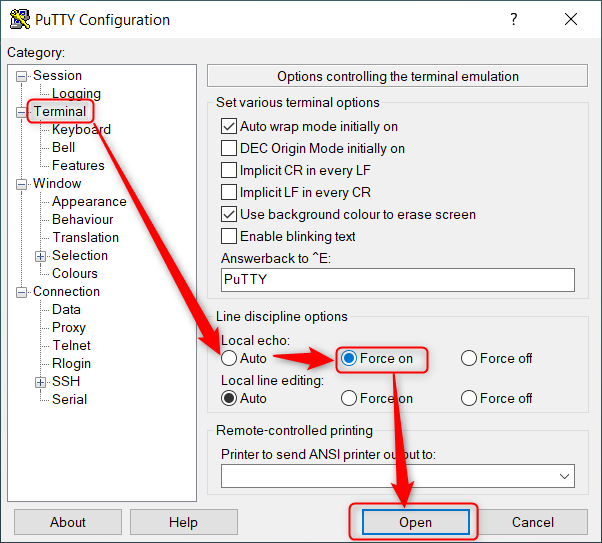 PuTTY Configuration
?
Category:
Session
Logging
Terminal
Keyboard
Bell
Features
Window
Appearance
Behaviour
Translation
Selection
Colours
Connection
Data
Proxy
Telnet
Rlogin
SSH
Serial
Options controlling the terminal emulation
Set various terminal options
Auto wrap mode initially on
DEC Origin Mode initially on
Implicit CR in every LF
Implicit LF in every CR
Use background colour to erase screen
Enable blinking text
Answerback to ^E:
PuTTY
Line discipline options
Local echo:
Auto Force on Force off
Local line editing:
Auto Force on Force off
Remote-controlled printing
Printer to send ANSI printer output to:
About Help Open Cancel